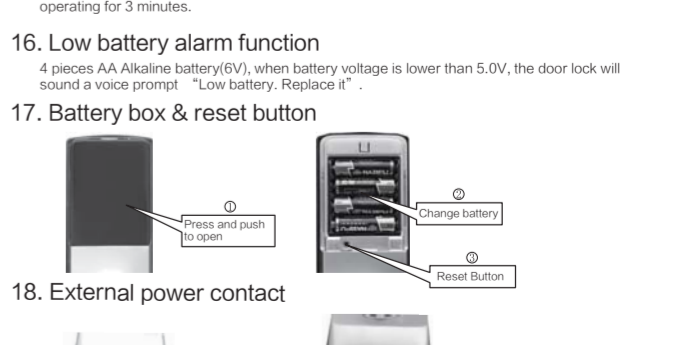 operating for 3 minutes.
16. Low battery alarm function
4 pieces AA Alkaline battery(6V), when battery voltage is lower than 5.0V, the door lock will
sound a voice prompt “Low battery. Replace it”.
17. Battery box & reset button
①
Press and push
to open
②
Change battery
③
Reset Button
18. External power contact